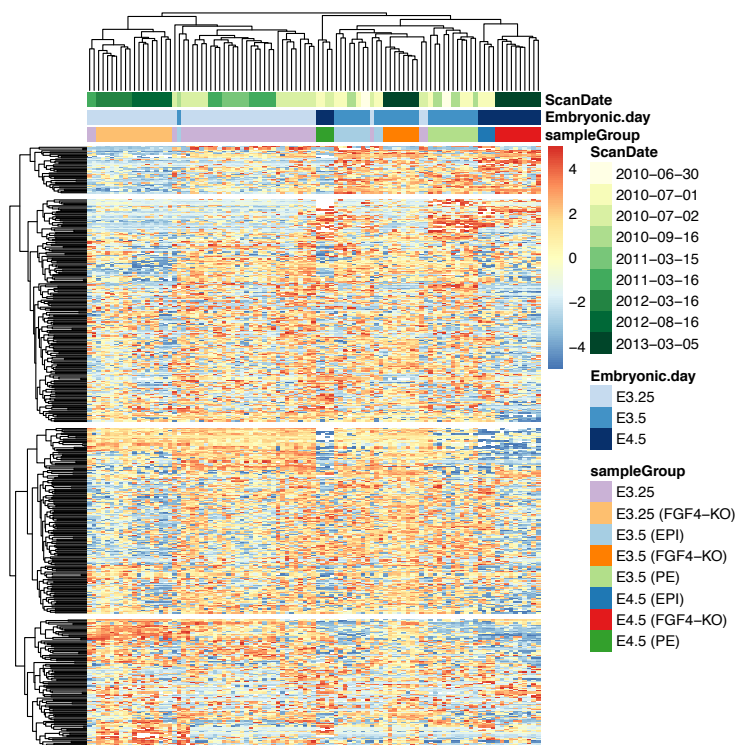 ScanDate
Embryonic.day
sampleGroup
4
2
0
−2
−4
ScanDate
2010−06−30
2010−07−01
2010−07−02
2010−09−16
2011−03−15
2011−03−16
2012−03−16
2012−08−16
2013−03−05
Embryonic.day
E3.25
E3.5
E4.5
sampleGroup
E3.25
E3.25 (FGF4−KO)
E3.5 (EPI)
E3.5 (FGF4−KO)
E3.5 (PE)
E4.5 (EPI)
E4.5 (FGF4−KO)
E4.5 (PE)